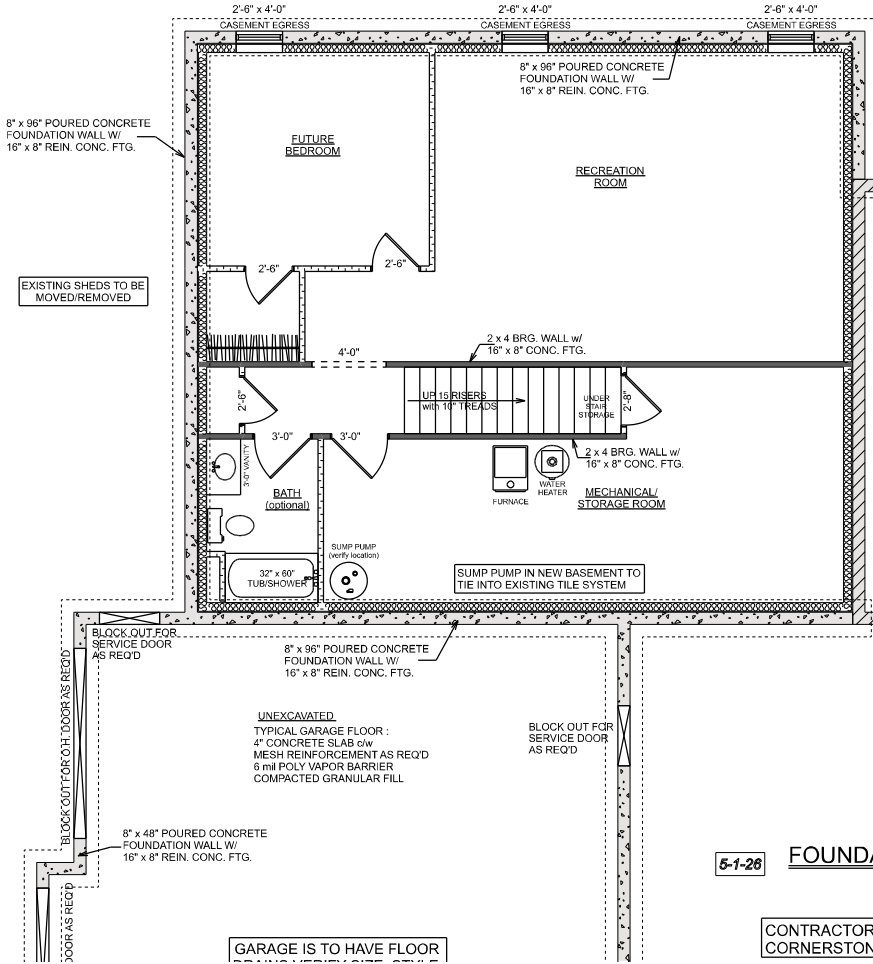 2'-6" x 4'-0"
CASEMENT EGRESS
2'-6" x 4'-0"
CASEMENT EGRESS
2'-6" x 4'-0"
CASEMENT EGRESS
8" x 96" POURED CONCRETE
FOUNDATION WALL W/
16" x 8" REIN. CONC. FTG.
8" x 96" POURED CONCRETE
FOUNDATION WALL W/
16" x 8" REIN. CONC. FTG.
FUTURE
BEDROOM
RECREATION
ROOM
2'-6"
2'-6"
EXISTING SHEDS TO BE
MOVED/REMOVED
4'-0"
2 x 4 BRG. WALL w/
16" x 8" CONC. FTG.
2'-6"
UP 15 RISERS
with 10" TREADS
UNDER
STAIR
STORAGE
2'-8"
3'-0"
3'-0"
2 x 4 BRG. WALL w/
16" x 8" CONC. FTG.
3'-0" VANITY
BATH
(optional)
FURNACE
WATER
HEATER
MECHANICAL/
STORAGE ROOM
SUMP PUMP
(verify location)
32" x 60"
TUB/SHOWER
SUMP PUMP IN NEW BASEMENT TO
TIE INTO EXISTING TILE SYSTEM
BLOCK OUT FOR
SERVICE DOOR
AS REQ'D
8" x 96" POURED CONCRETE
FOUNDATION WALL W/
16" x 8" REIN. CONC. FTG.
BLOCK OUT FOR O.H. DOOR AS REQ'D
UNEXCAVATED
TYPICAL GARAGE FLOOR :
4" CONCRETE SLAB c/w
MESH REINFORCEMENT AS REQ'D
6 mil POLY VAPOR BARRIER
COMPACTED GRANULAR FILL
BLOCK OUT FOR
SERVICE DOOR
AS REQ'D
8" x 48" POURED CONCRETE
FOUNDATION WALL W/
16" x 8" REIN. CONC. FTG.
5-1-26
FOUNDA
DOOR AS REQ'D
GARAGE IS TO HAVE FLOOR
DRAINS VERIFY SIZE, STYLE
CONTRACTOR
CORNERSTON